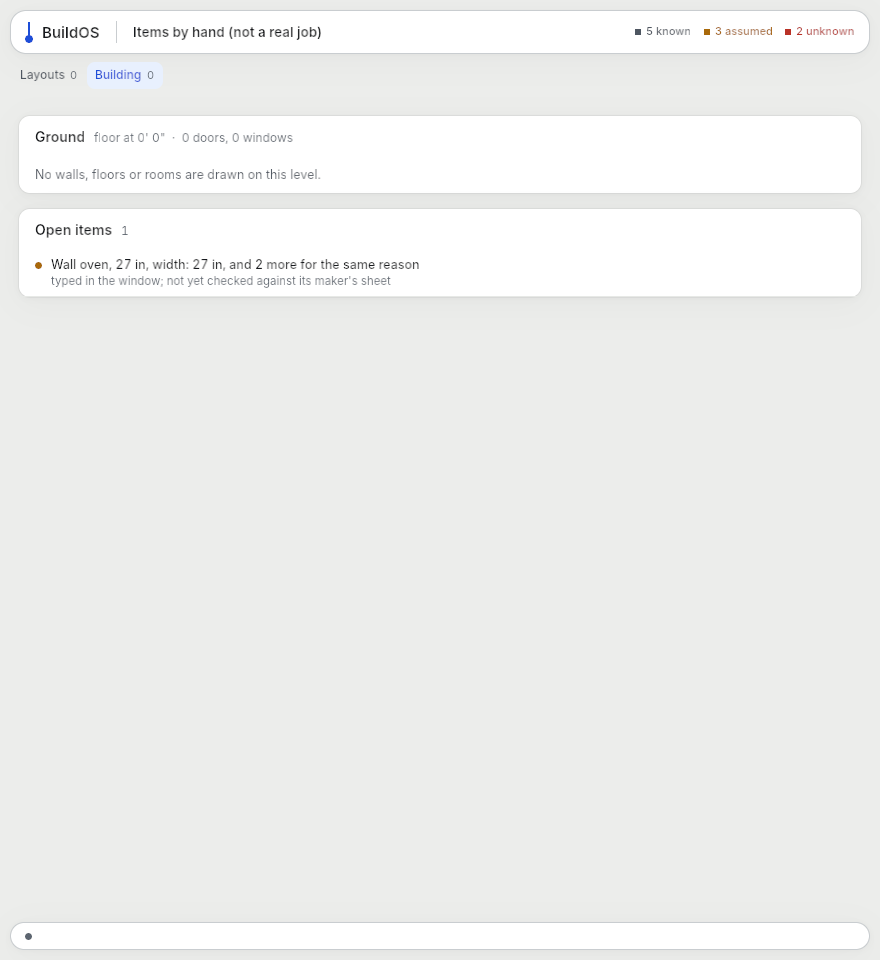 BuildOS
Items by hand (not a real job)
5 known
3 assumed
2 unknown
Layouts 0
Building 0
Ground floor at 0' 0" · 0 doors, 0 windows
No walls, floors or rooms are drawn on this level.
Open items 1
Wall oven, 27 in, width: 27 in, and 2 more for the same reason
typed in the window; not yet checked against its maker's sheet